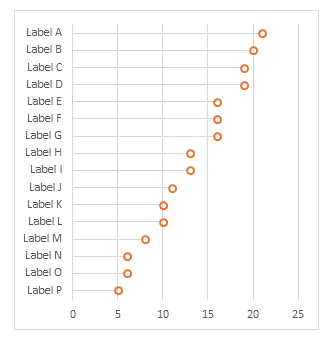 Label A
Label B
Label C
Label D
Label E
Label F
Label G
Label H
Label I
Label J
Label K
Label L
Label M
Label N
Label O
Label P
0 5 10 15 20 25